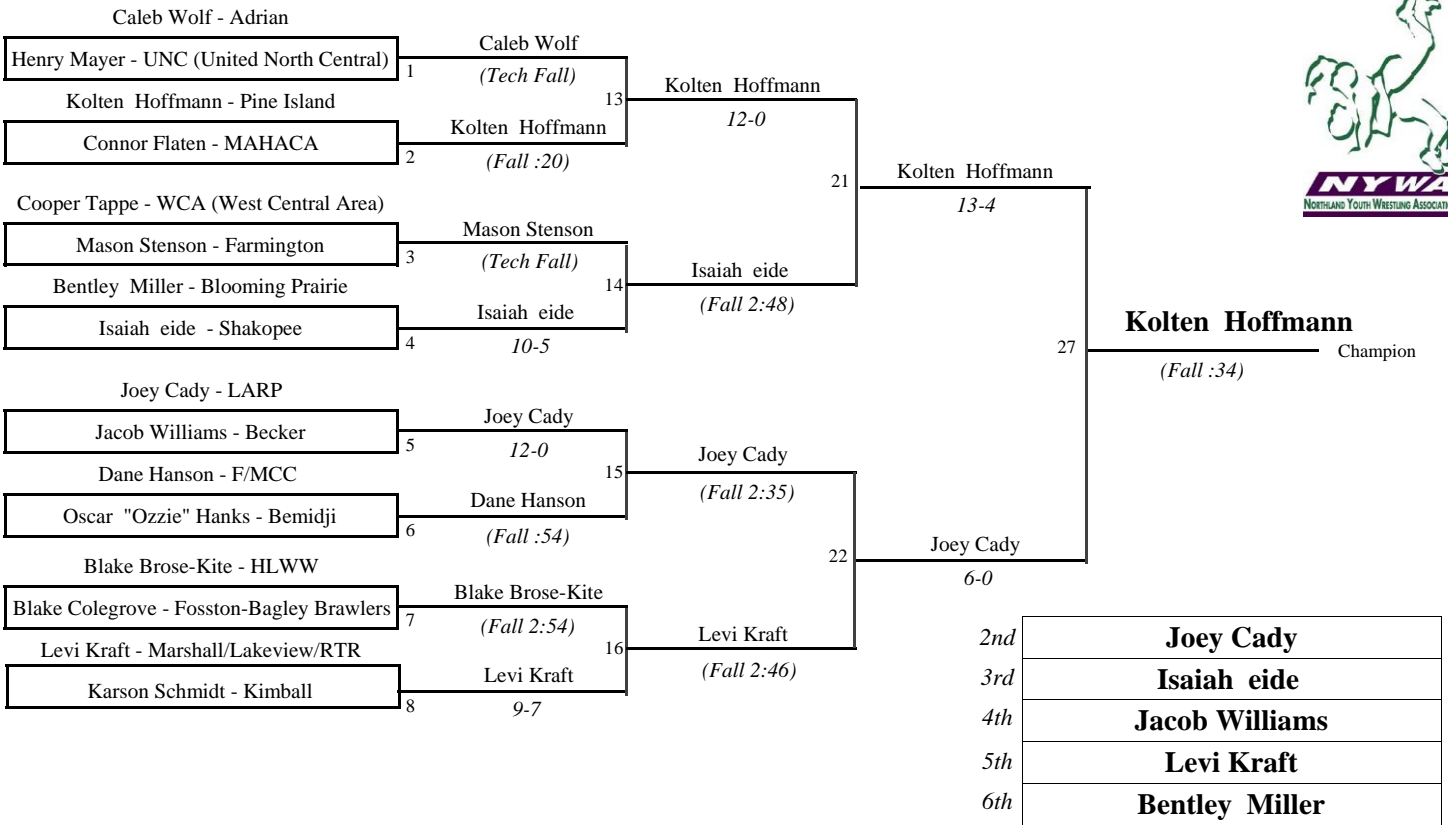 Caleb Wolf - Adrian
Henry Mayer - UNC (United North Central)
1
Kolten Hoffmann - Pine Island
Connor Flaten - MAHACA
2
Cooper Tappe - WCA (West Central Area)
Mason Stenson - Farmington
3
Bentley Miller - Blooming Prairie
Isaiah eide - Shakopee
4
Joey Cady - LARP
Jacob Williams - Becker
5
Dane Hanson - F/MCC
Oscar "Ozzie" Hanks - Bemidji
6
Blake Brose-Kite - HLWW
Blake Colegrove - Fosston-Bagley Brawlers
7
Levi Kraft - Marshall/Lakeview/RTR
Karson Schmidt - Kimball
8
Caleb Wolf
(Tech Fall)
13
Kolten Hoffmann
(Fall :20)
Mason Stenson
(Tech Fall)
14
Isaiah eide
10-5
Joey Cady
12-0
15
Dane Hanson
(Fall :54)
Blake Brose-Kite
(Fall 2:54)
16
Levi Kraft
9-7
Kolten Hoffmann
12-0
21
Isaiah eide
(Fall 2:48)
Joey Cady
(Fall 2:35)
22
Levi Kraft
(Fall 2:46)
Kolten Hoffmann
13-4
27
Joey Cady
6-0
Kolten Hoffmann
Champion
(Fall :34)
NYWA
NORTHLAND YOUTH WRESTLING
2nd Joey Cady
3rd Isaiah eide
4th Jacob Williams
5th Levi Kraft
6th Bentley Miller